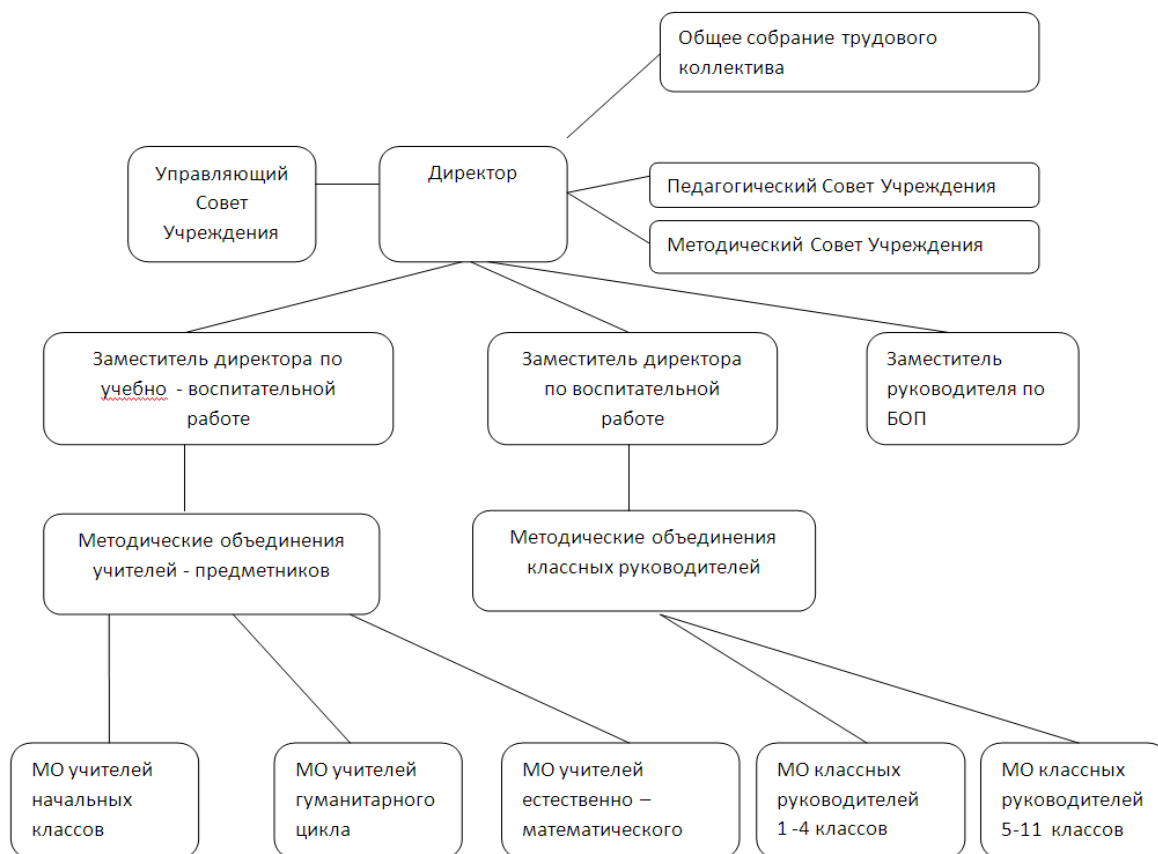 Общее собрание трудового
коллектива
Управляющий
Совет
Учреждения
Директор
Педагогический Совет Учреждения
Методический Совет Учреждения
Заместитель директора по
учебно - воспитательной
работе
Заместитель директора
по воспитательной
работе
Заместитель
руководителя по
БОП
Методические объединения
учителей - предметников
Методические объединения
классных руководителей
МО учителей
начальных
классов
МО учителей
гуманитарного
цикла
МО учителей
естественно –
математического
МО классных
руководителей
1 -4 классов
МО классных
руководителей
5-11 классов